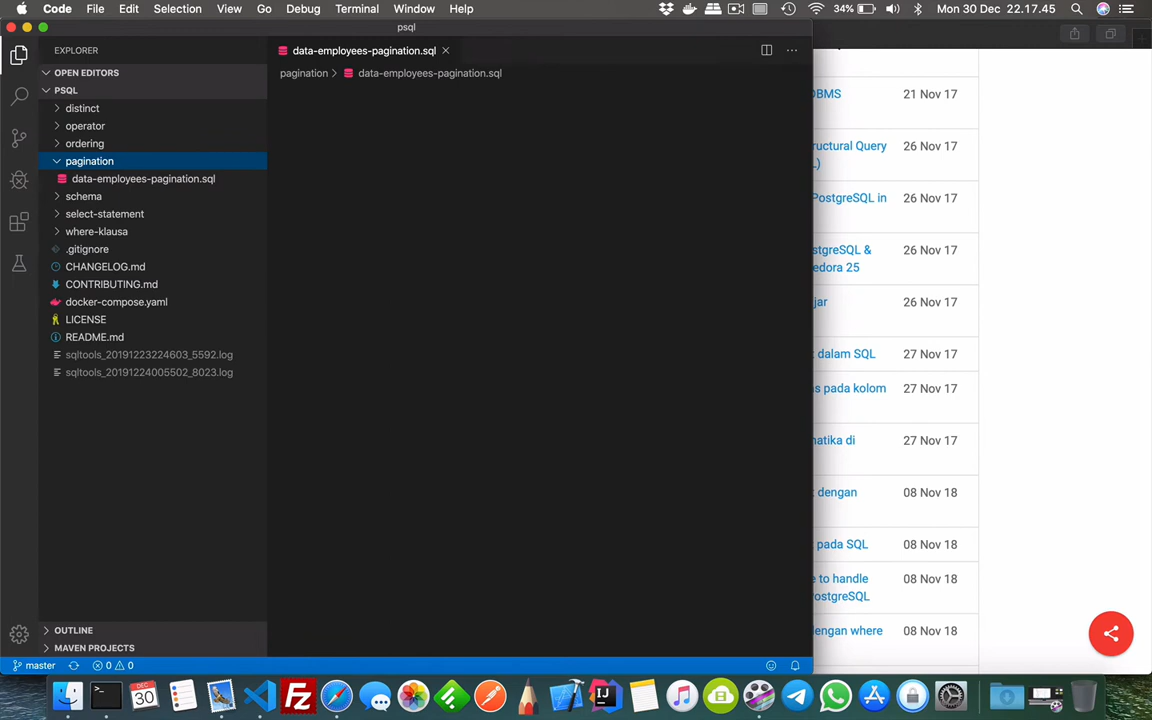 Code File Edit Selection View Go Debug Terminal Window Help 34% Mon 30 Dec 22.17.45
psql
EXPLORER
OPEN EDITORS
PSQL
distinct
operator
ordering
pagination
data-employees-pagination.sql
schema
select-statement
where-klausa
.gitignore
CHANGELOG.md
CONTRIBUTING.md
docker-compose.yaml
LICENSE
README.md
sqltools_20191223224603_5592.log
sqltools_20191224005502_8023.log
OUTLINE
MAVEN PROJECTS
master 0 0
data-employees-pagination.sql
pagination > data-employees-pagination.sql
DBMS 21 Nov 17
ructural Query 26 Nov 17
L)
PostgreSQL in 26 Nov 17
stgreSQL & 26 Nov 17
edora 25
jar 26 Nov 17
dalam SQL 27 Nov 17
as pada kolom 27 Nov 17
matika di 27 Nov 17
dengan 08 Nov 18
pada SQL 08 Nov 18
e to handle 08 Nov 18
PostgreSQL
dengan where 08 Nov 18
DEC
30